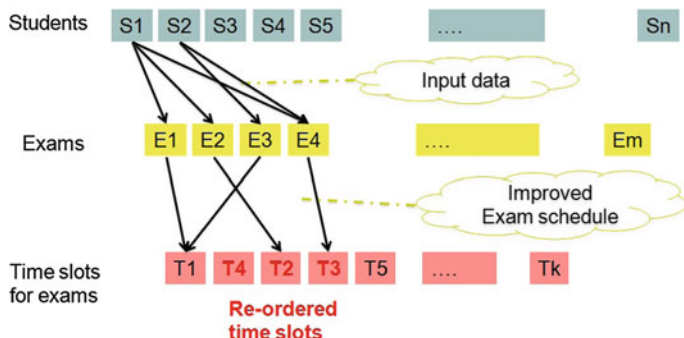 Students S1 S2 S3 S4 S5 .... Sn
Input data
Exams E1 E2 E3 E4 .... Em
Improved
Exam schedule
Time slots
for exams
T1 T4 T2 T3 T5 .... Tk
Re-ordered
time slots